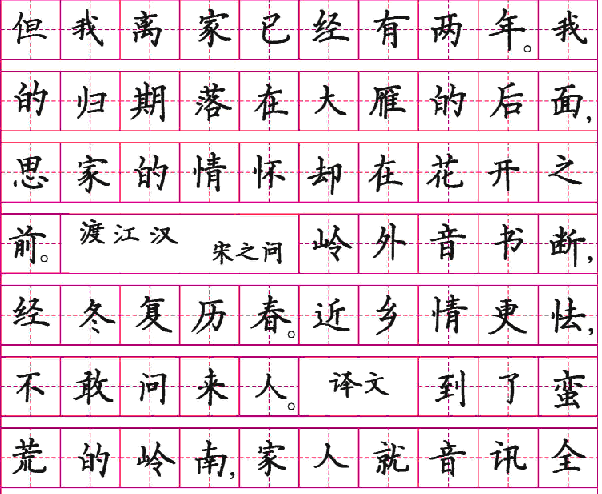 但我离家已经有两年。我
的归期落在大雁的后面,
思家的情怀却在花开之
前。渡江汉 宋之问 岭外音书断,
经冬复历春。近乡情更怯,
不敢问来人。译文 到了蛮
荒的岭南,家人就音讯全